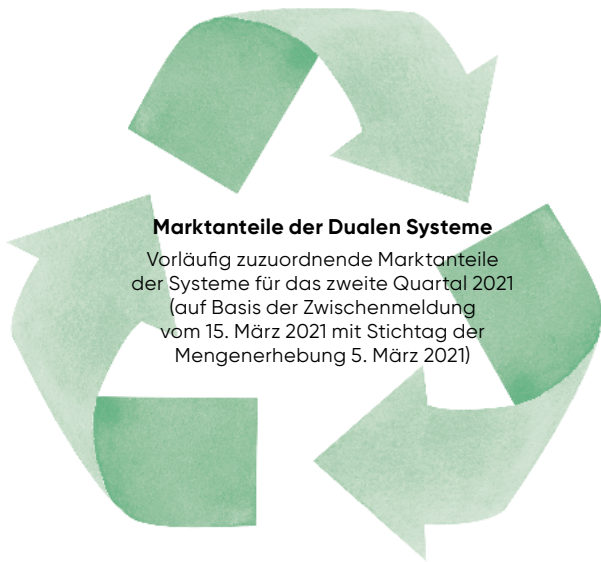 Marktanteile der Dualen Systeme
Vorläufig zuzuordnende Marktanteile
der Systeme für das zweite Quartal 2021
(auf Basis der Zwischenmeldung
vom 15. März 2021 mit Stichtag der
Mengenerhebung 5. März 2021)